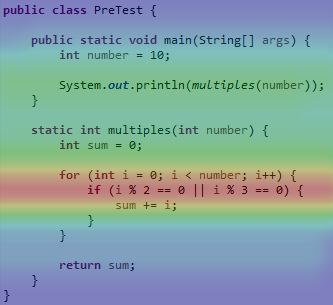 public class PreTest {
public static void main(String[] args) {
int number = 10;
System.out.println(multiples(number));
}
static int multiples(int number) {
int sum = 0;
for (int i = 0; i < number; i++) {
if (i % 2 == 0 || i % 3 == 0) {
sum += i;
}
}
return sum;
}
}